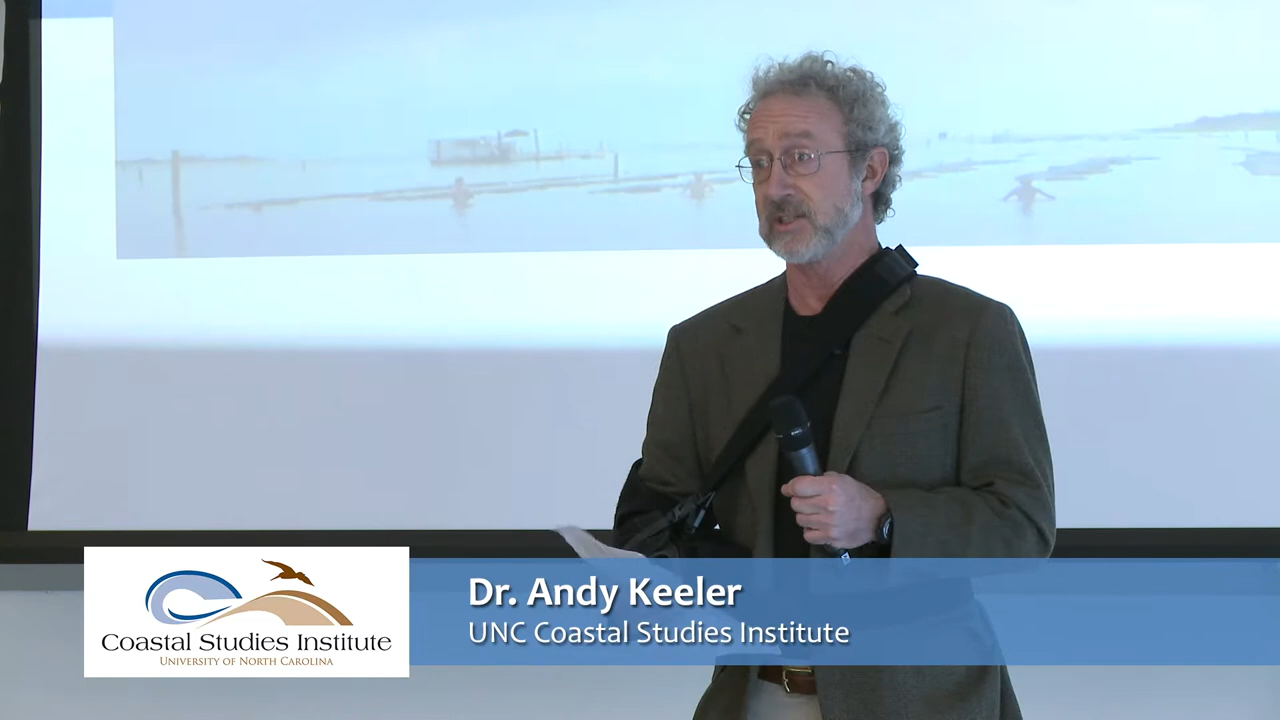 Dr. Andy Keeler
UNC Coastal Studies Institute
Coastal Studies Institute
UNIVERSITY OF NORTH CAROLINA